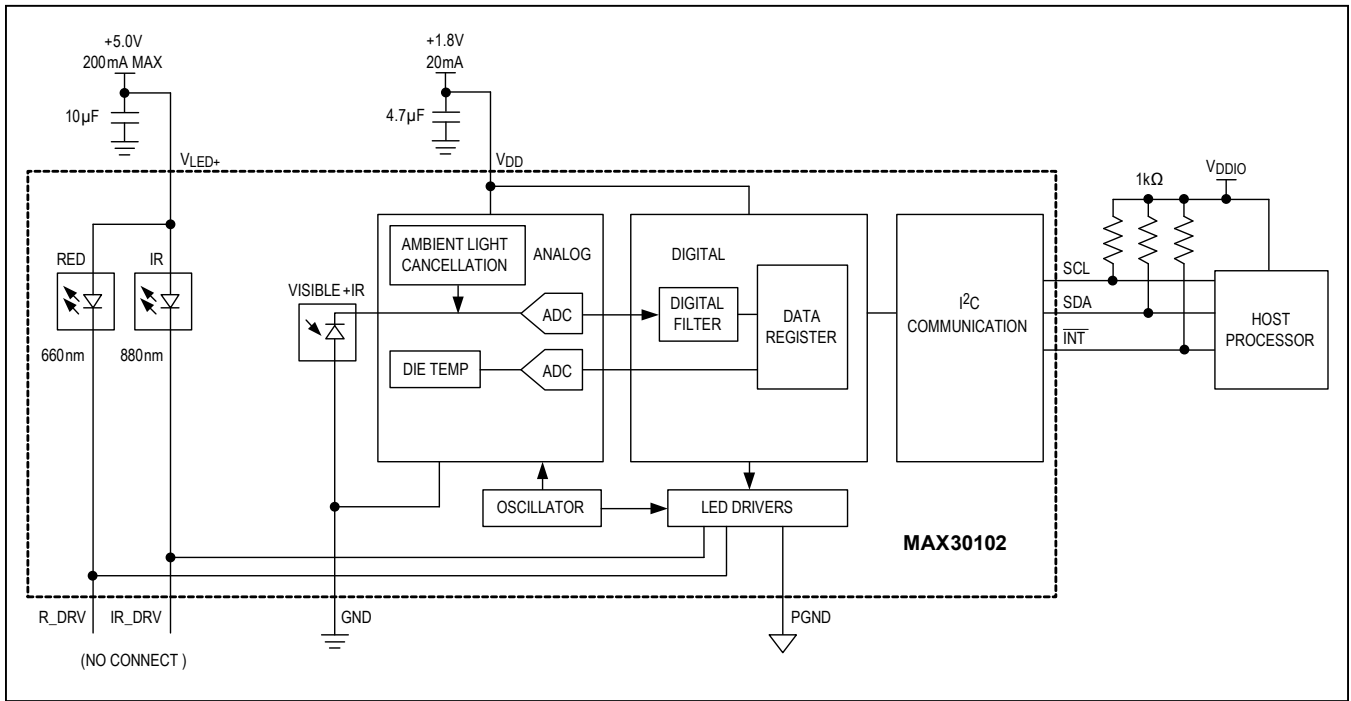 +5.0V
200mA MAX
10µF
VLED+
+1.8V
20mA
4.7µF
VDD
VDDIO
1kΩ
AMBIENT LIGHT
CANCELLATION
ANALOG
DIGITAL
RED
IR
VISIBLE+IR
ADC
DIGITAL
FILTER
DATA
REGISTER
I²C
COMMUNICATION
SCL
SDA
INT
HOST
PROCESSOR
660nm
880nm
DIE TEMP
ADC
OSCILLATOR
LED DRIVERS
MAX30102
R_DRV
IR_DRV
GND
PGND
(NO CONNECT )